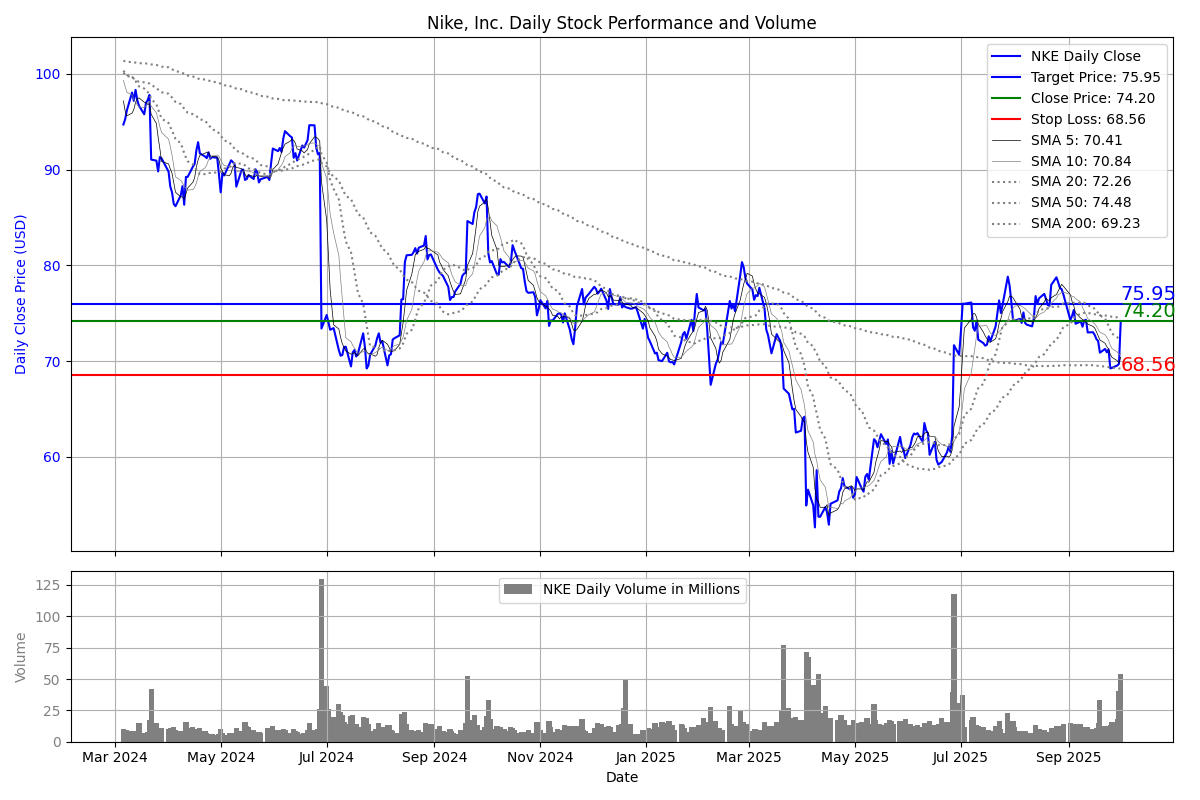 Nike, Inc. Daily Stock Performance and Volume
Daily Close Price (USD)
100
90
80
70
60
NKE Daily Close
Target Price: 75.95
Close Price: 74.20
Stop Loss: 68.56
SMA 5: 70.41
SMA 10: 70.84
SMA 20: 72.26
SMA 50: 74.48
SMA 200: 69.23
75.95
74.20
68.56
Volume
125
100
75
50
25
0
NKE Daily Volume in Millions
Mar 2024 May 2024 Jul 2024 Sep 2024 Nov 2024 Jan 2025 Mar 2025 May 2025 Jul 2025 Sep 2025
Date